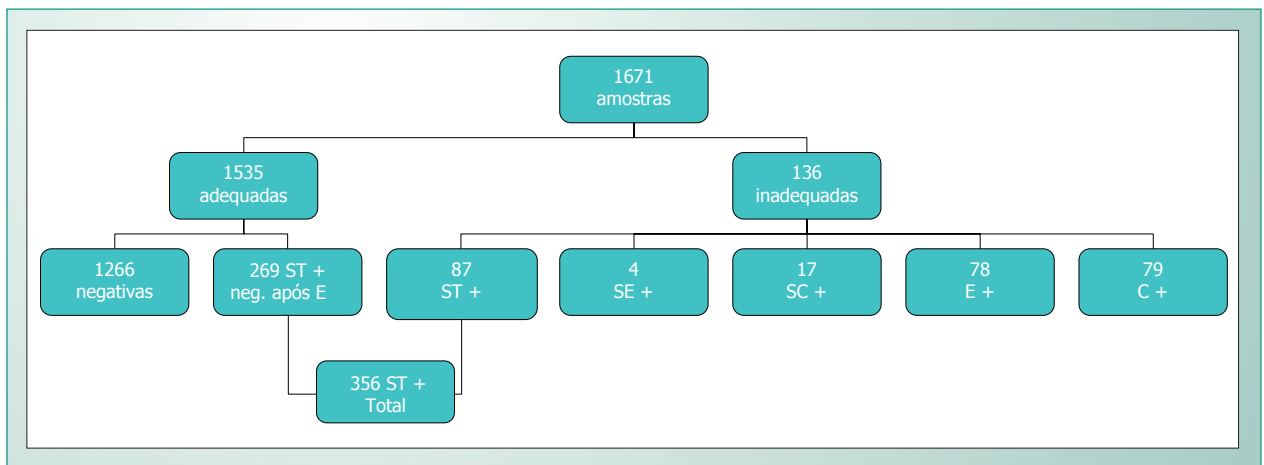 1671
amostras
1535
adequadas
136
inadequadas
1266
negativas
269 ST +
neg. após E
87
ST +
4
SE +
17
SC +
78
E +
79
C +
356 ST +
Total